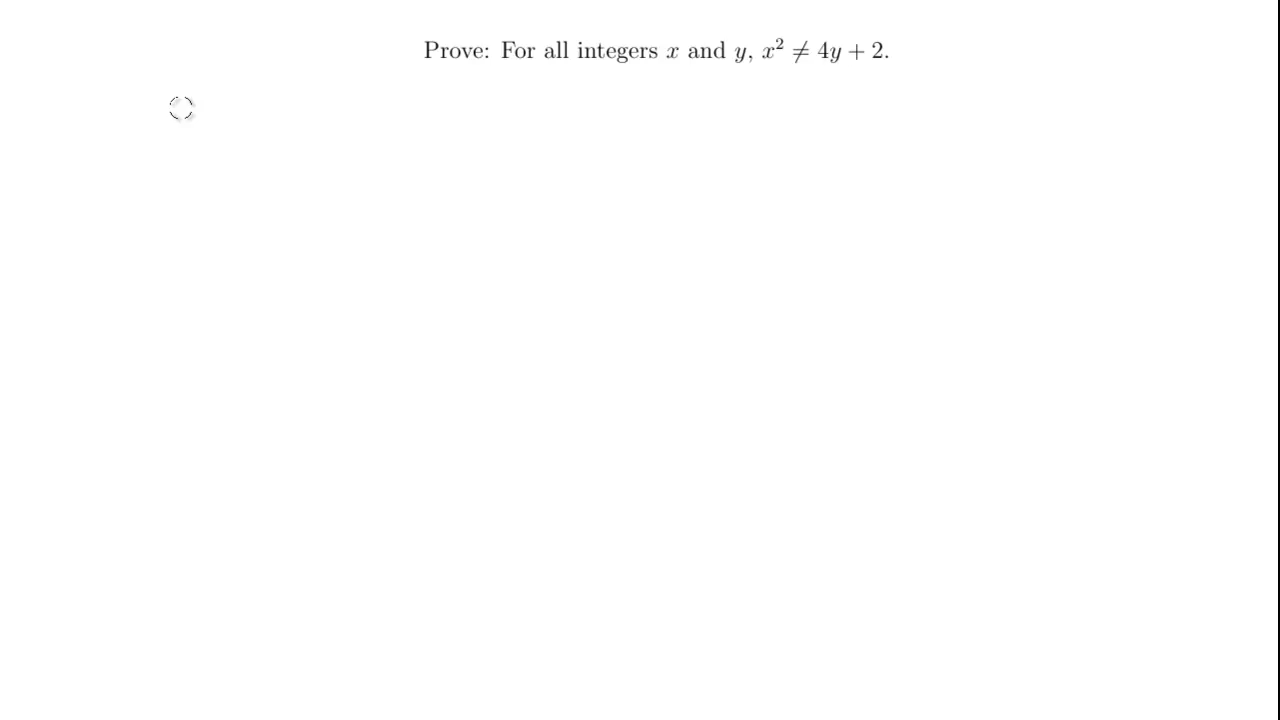 Prove: For all integers x and y, x² ≠ 4y + 2.